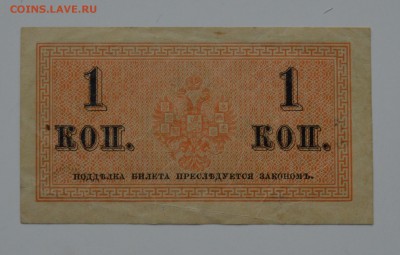 COINS.LAVE.RU
1 1
КОП. КОП.
ПОДДѢЛКА БИЛЕТА ПРЕСЛѢДУЕТСЯ ЗАКОНОМЪ.